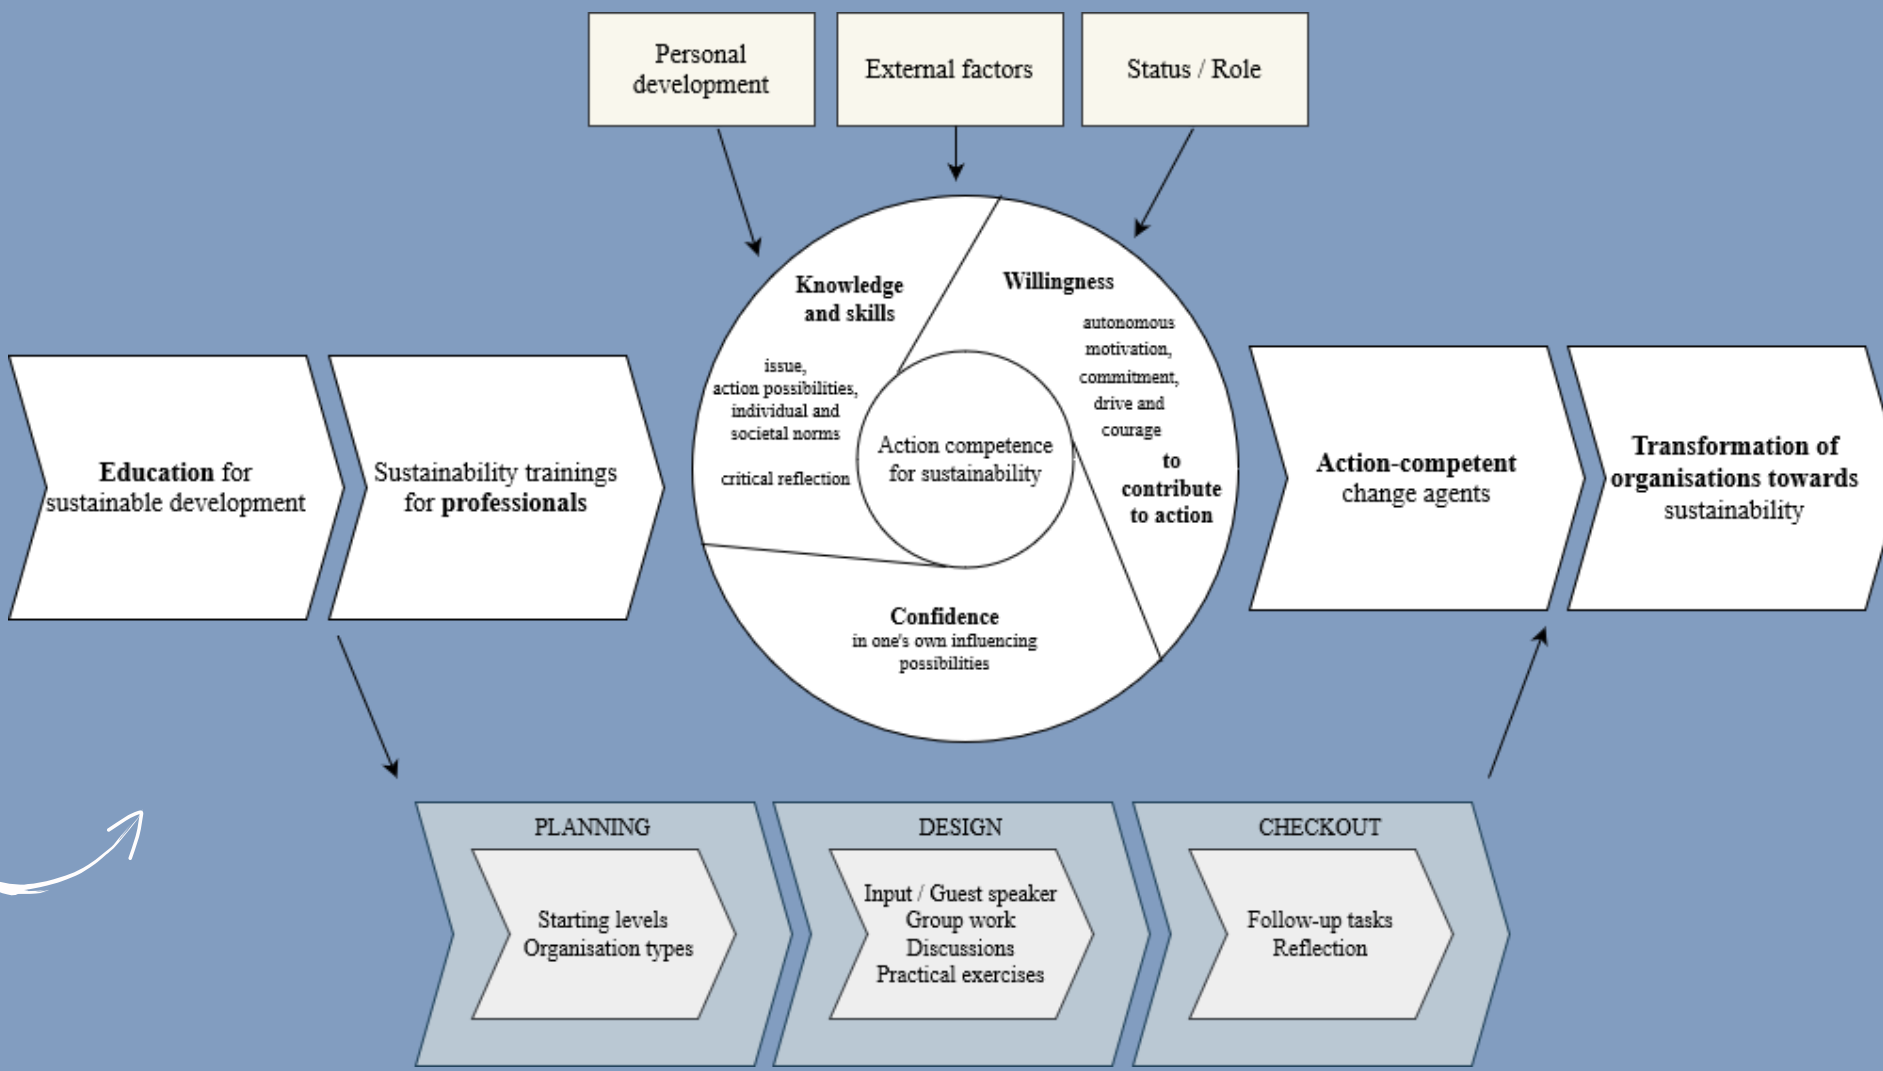 Personal
development
External factors
Status / Role
Education for
sustainable development
Sustainability trainings
for professionals
Knowledge
and skills
issue,
action possibilities,
individual and
societal norms
critical reflection
Willingness
autonomous
motivation,
commitment,
drive and
courage
to
contribute
to action
Action competence
for sustainability
Confidence
in one's own influencing
possibilities
Action-competent
change agents
Transformation of
organisations towards
sustainability
PLANNING
Starting levels
Organisation types
DESIGN
Input / Guest speaker
Group work
Discussions
Practical exercises
CHECKOUT
Follow-up tasks
Reflection